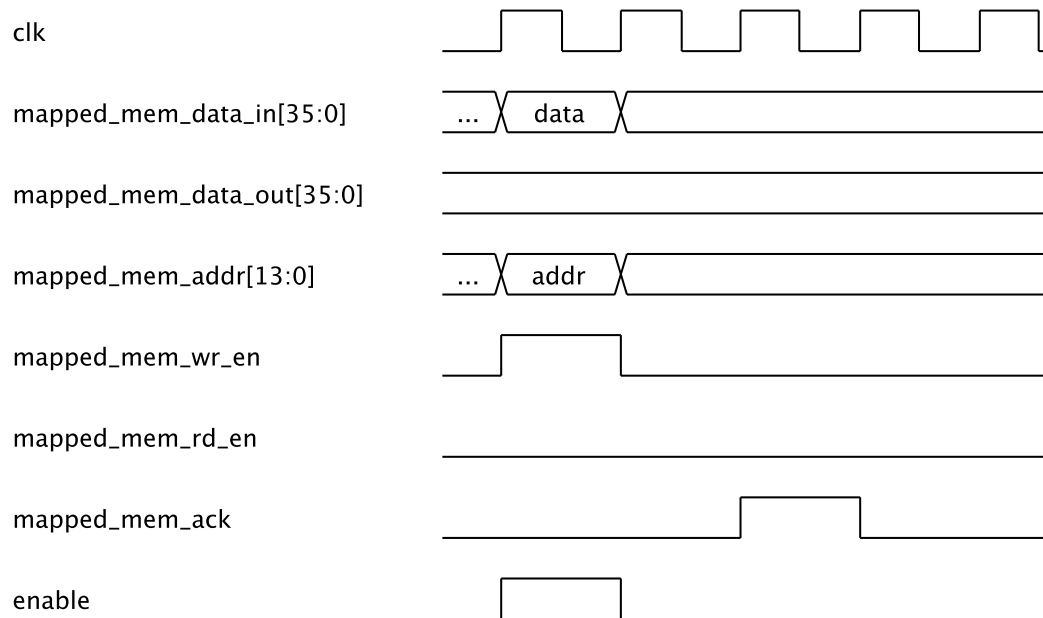 clk
mapped_mem_data_in[35:0] ... data
mapped_mem_data_out[35:0]
mapped_mem_addr[13:0] ... addr
mapped_mem_wr_en
mapped_mem_rd_en
mapped_mem_ack
enable